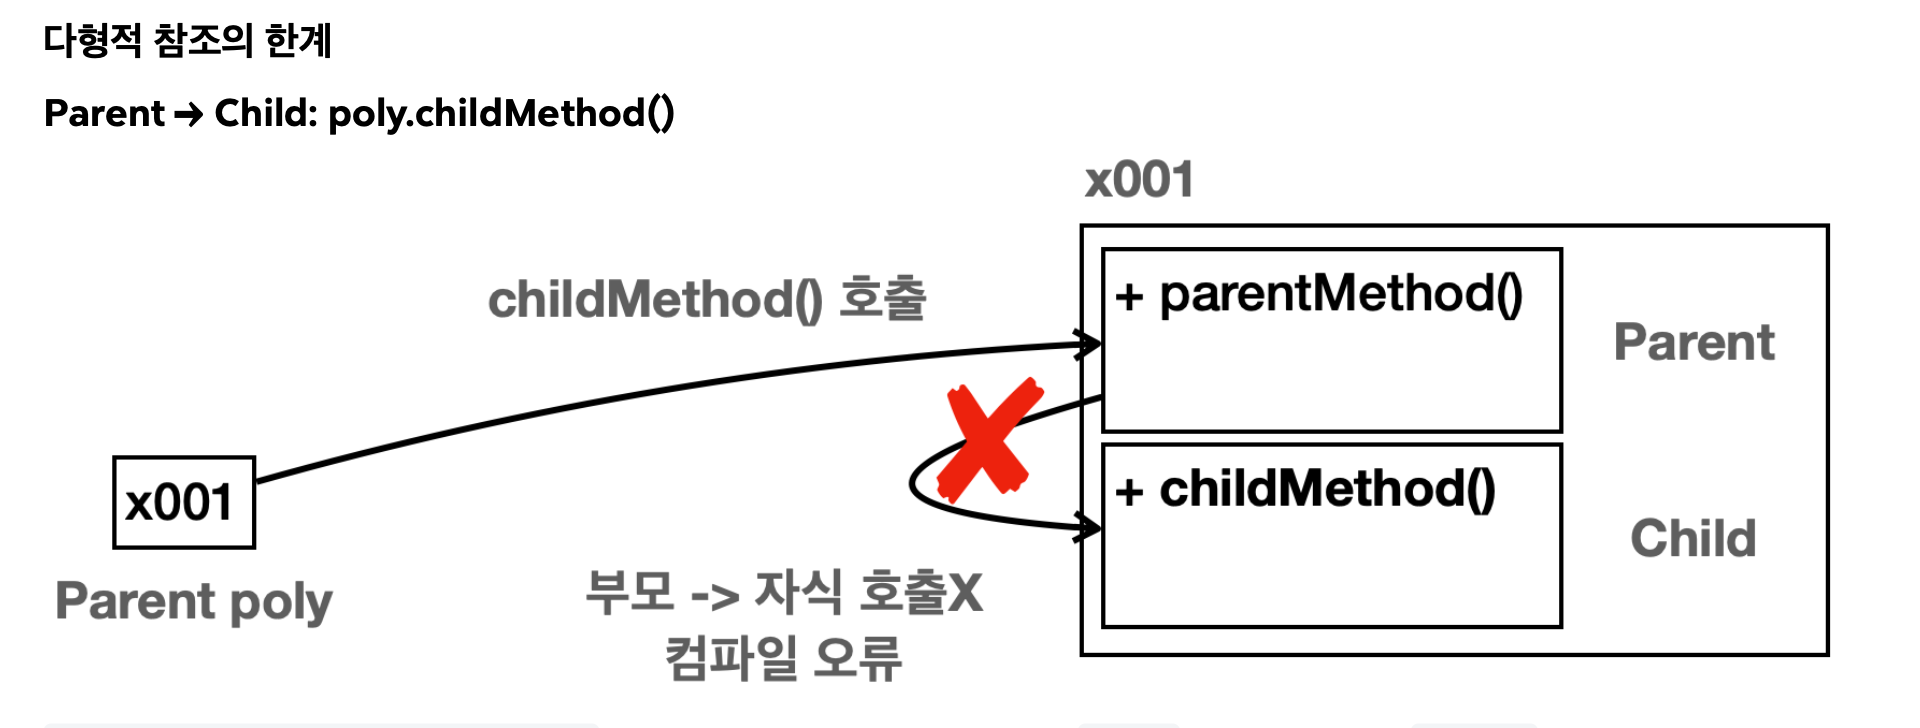 다형적 참조의 한계
Parent → Child: poly.childMethod()
x001
childMethod() 호출
+ parentMethod()
Parent
x001
+ childMethod()
Child
Parent poly
부모 -> 자식 호출X
컴파일 오류